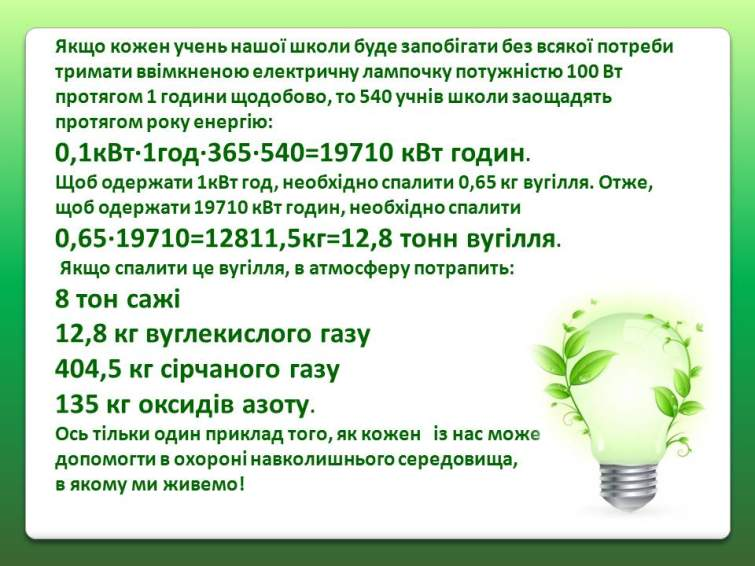 Якщо кожен учень нашої школи буде запобігати без всякої потреби
тримати ввімкненою електричну лампочку потужністю 100 Вт
протягом 1 години щодобово, то 540 учнів школи заощадять
протягом року енергію:
0,1кВт·1год·365·540=19710 кВт годин.
Щоб одержати 1кВт год, необхідно спалити 0,65 кг вугілля. Отже,
щоб одержати 19710 кВт годин, необхідно спалити
0,65·19710=12811,5кг=12,8 тонн вугілля.
Якщо спалити це вугілля, в атмосферу потрапить:
8 тон сажі
12,8 кг вуглекислого газу
404,5 кг сірчаного газу
135 кг оксидів азоту.
Ось тільки один приклад того, як кожен із нас може
допомогти в охороні навколишнього середовища,
в якому ми живемо!